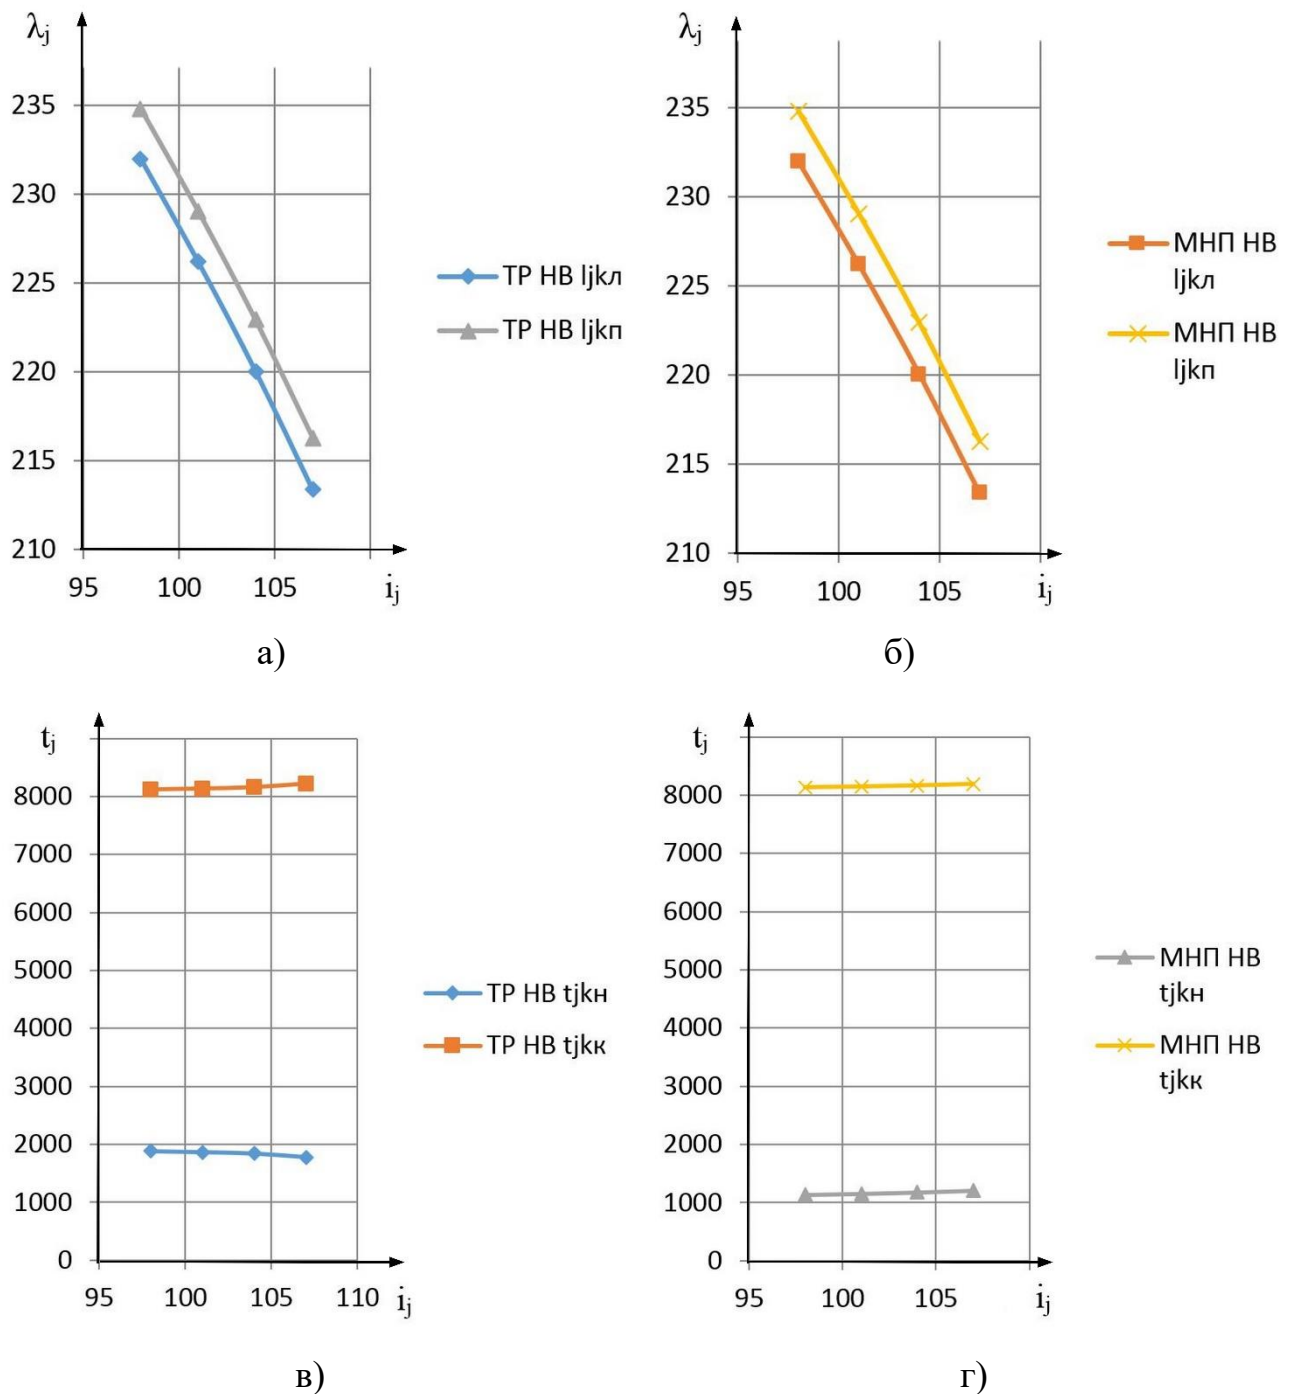 λj
235
230
225
220
215
210
95 100 105 ij
ТР НВ ljkл
ТР НВ ljkп
а)
λj
235
230
225
220
215
210
95 100 105 ij
МНП НВ
ljkл
МНП НВ
ljkп
б)
tj
8000
7000
6000
5000
4000
3000
2000
1000
0
95 100 105 110 ij
ТР НВ tjkн
ТР НВ tjkк
в)
tj
8000
7000
6000
5000
4000
3000
2000
1000
0
95 100 105 ij
МНП НВ
tjkн
МНП НВ
tjkк
г)